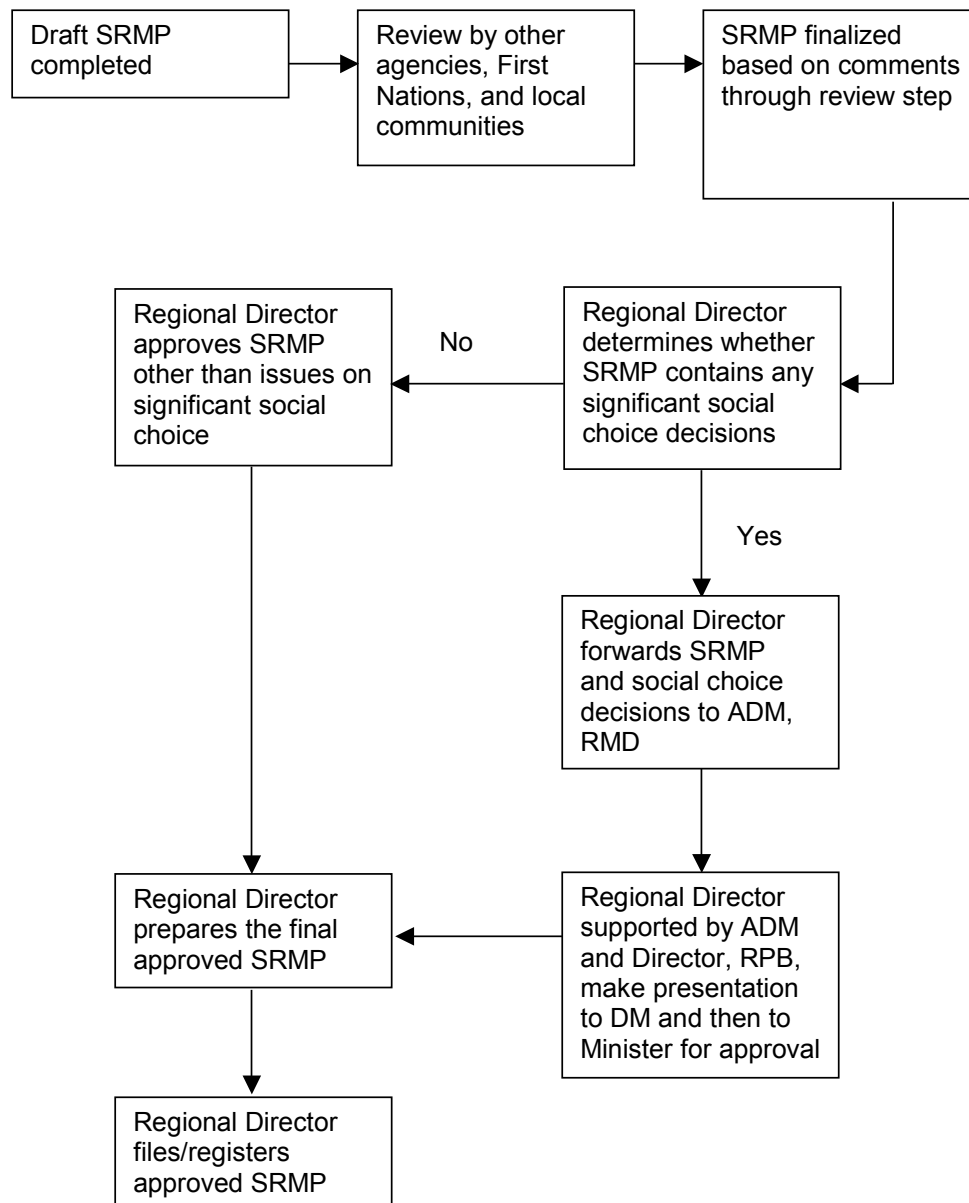 Draft SRMP
completed
Review by other
agencies, First
Nations, and local
communities
SRMP finalized
based on comments
through review step
Regional Director
approves SRMP
other than issues on
significant social
choice
No
Regional Director
determines whether
SRMP contains any
significant social
choice decisions
Yes
Regional Director
forwards SRMP
and social choice
decisions to ADM,
RMD
Regional Director
prepares the final
approved SRMP
Regional Director
supported by ADM
and Director, RPB,
make presentation
to DM and then to
Minister for approval
Regional Director
files/registers
approved SRMP